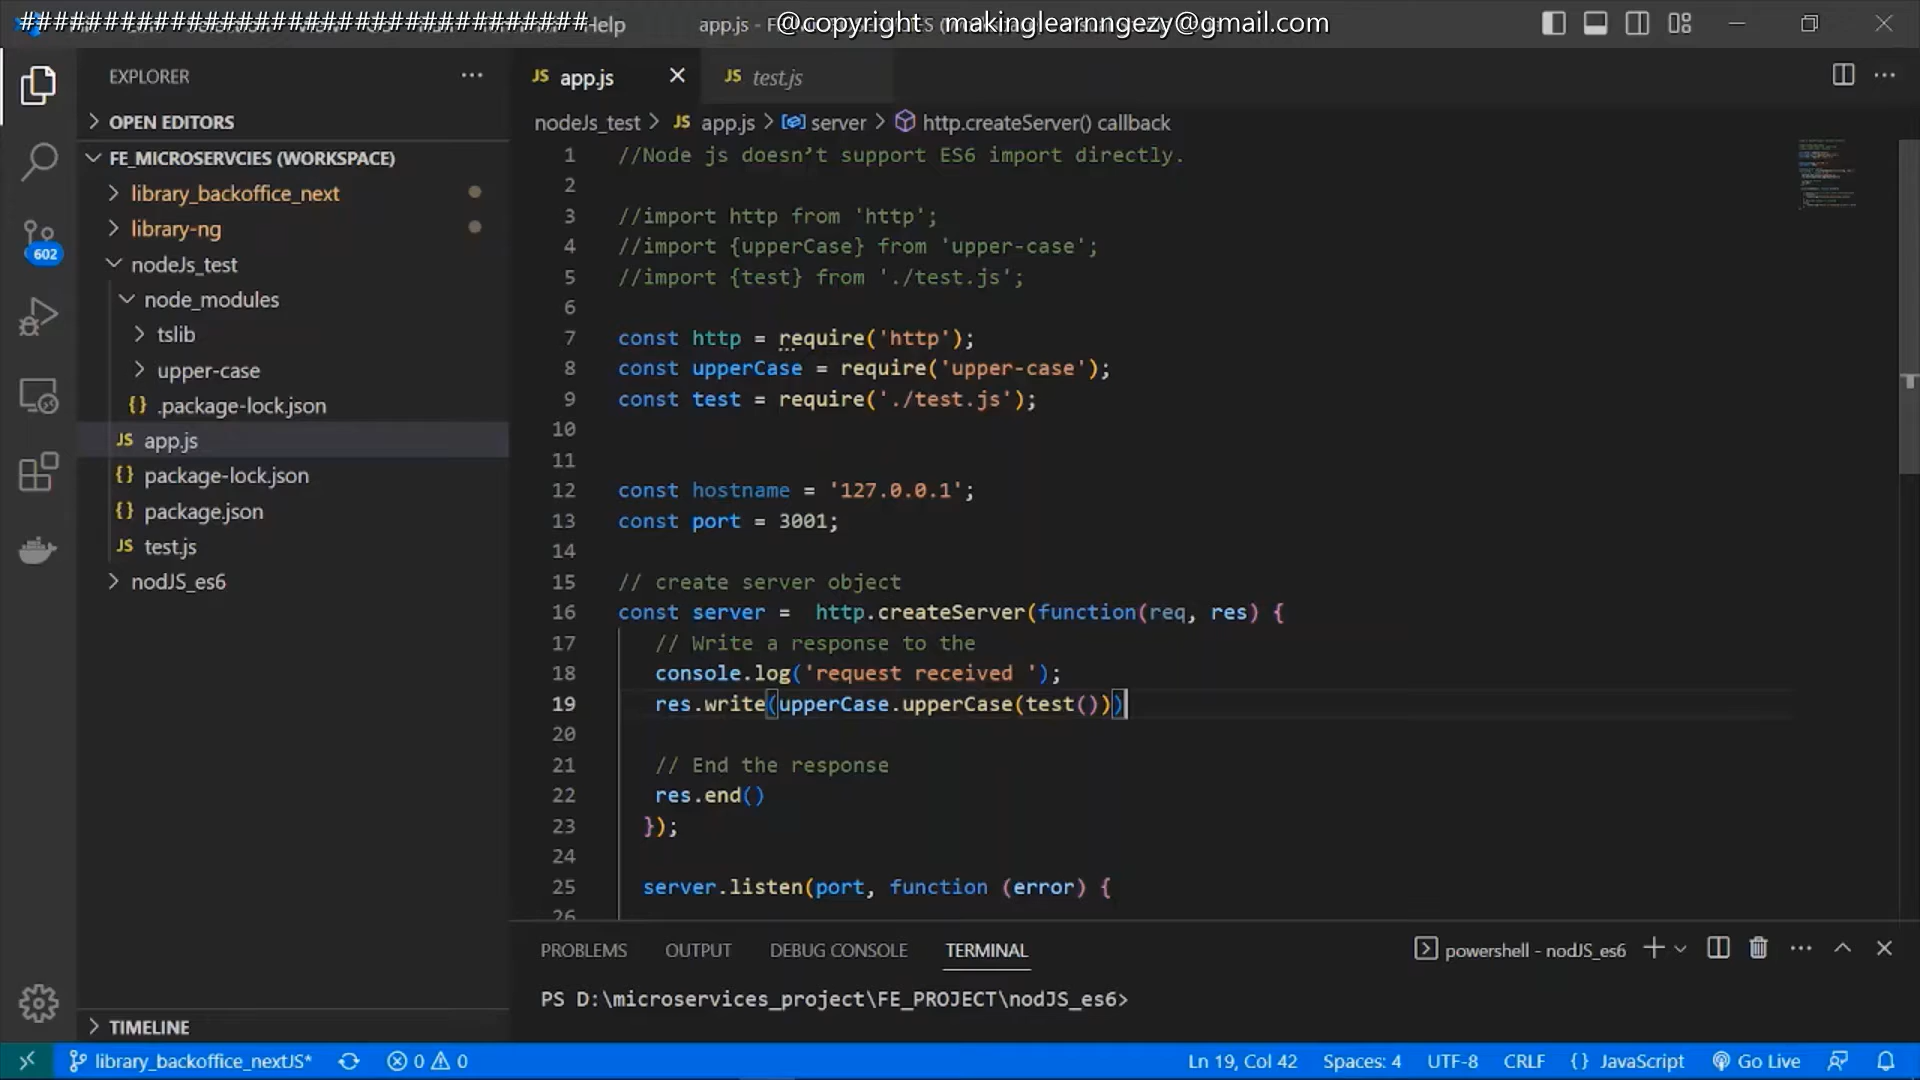 ##################################
Help
app.js - F
@copyright makinglearnngezy@gmail.com
EXPLORER
OPEN EDITORS
FE_MICROSERVCIES (WORKSPACE)
library_backoffice_next
library-ng
602
nodeJs_test
node_modules
tslib
upper-case
{} .package-lock.json
JS app.js
{} package-lock.json
{} package.json
JS test.js
nodJS_es6
TIMELINE
JS app.js
JS test.js
nodeJs_test > JS app.js > server > http.createServer() callback
1 //Node js doesn’t support ES6 import directly.
2
3 //import http from 'http';
4 //import {upperCase} from 'upper-case';
5 //import {test} from './test.js';
6
7 const http = require('http');
8 const upperCase = require('upper-case');
9 const test = require('./test.js');
10
11
12 const hostname = '127.0.0.1';
13 const port = 3001;
14
15 // create server object
16 const server =  http.createServer(function(req, res) {
17 // Write a response to the
18 console.log('request received ');
19 res.write(upperCase.upperCase(test()))
20
21 // End the response
22 res.end()
23 });
24
25 server.listen(port, function (error) {
26
PROBLEMS OUTPUT DEBUG CONSOLE TERMINAL
powershell - nodJS_es6
PS D:\microservices_project\FE_PROJECT\nodJS_es6>
library_backoffice_nextJS* 0 0
Ln 19, Col 42 Spaces: 4 UTF-8 CRLF {} JavaScript Go Live